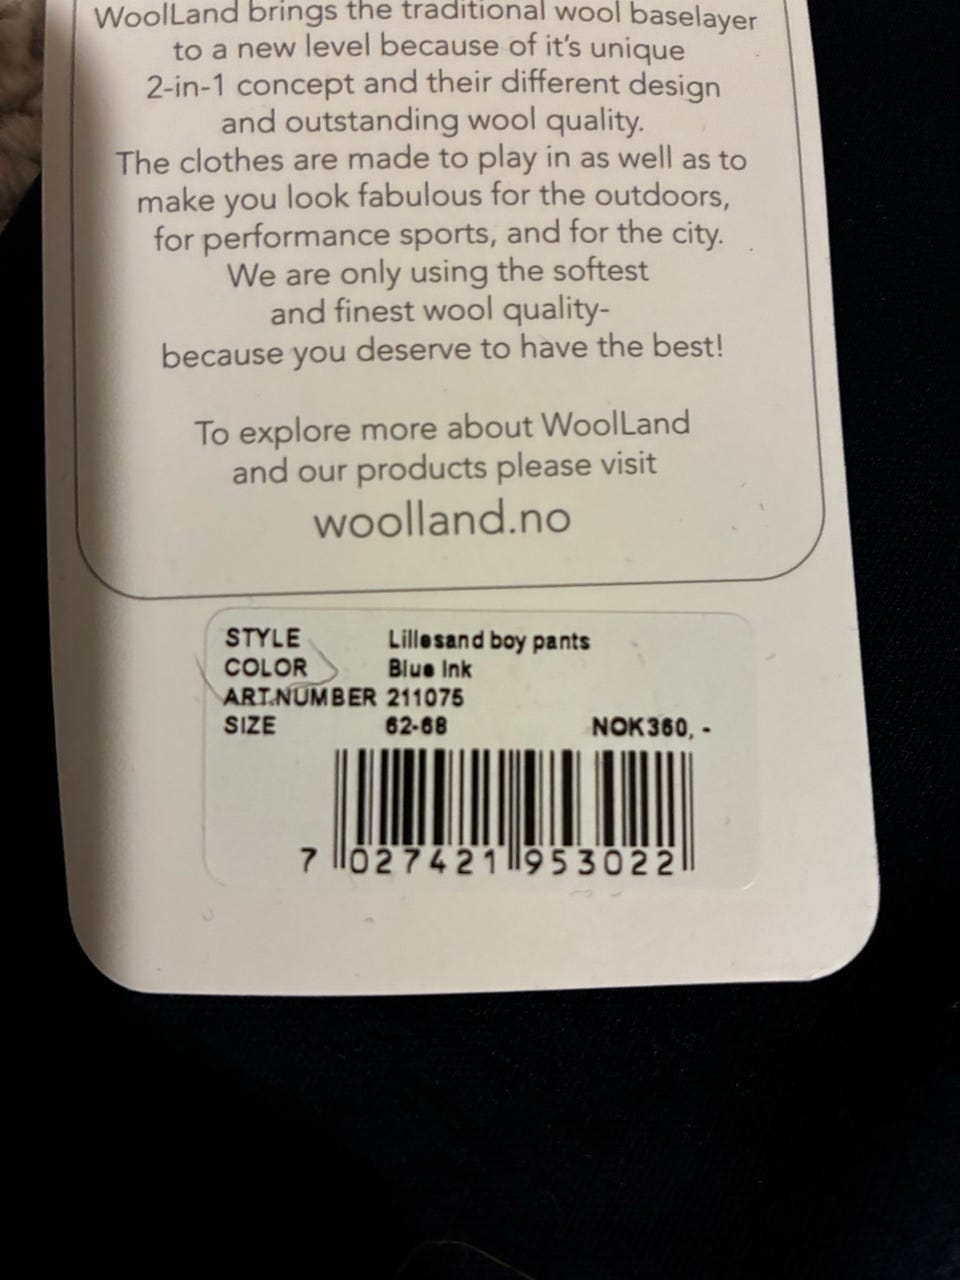 WoolLand brings the traditional wool baselayer
to a new level because of it's unique
2-in-1 concept and their different design
and outstanding wool quality.
The clothes are made to play in as well as to
make you look fabulous for the outdoors,
for performance sports, and for the city.
We are only using the softest
and finest wool quality-
because you deserve to have the best!
To explore more about WoolLand
and our products please visit
woolland.no
STYLE Lillesand boy pants
COLOR Blue Ink
ART.NUMBER 211075
SIZE 62-68 NOK360,-
7 027421 953022